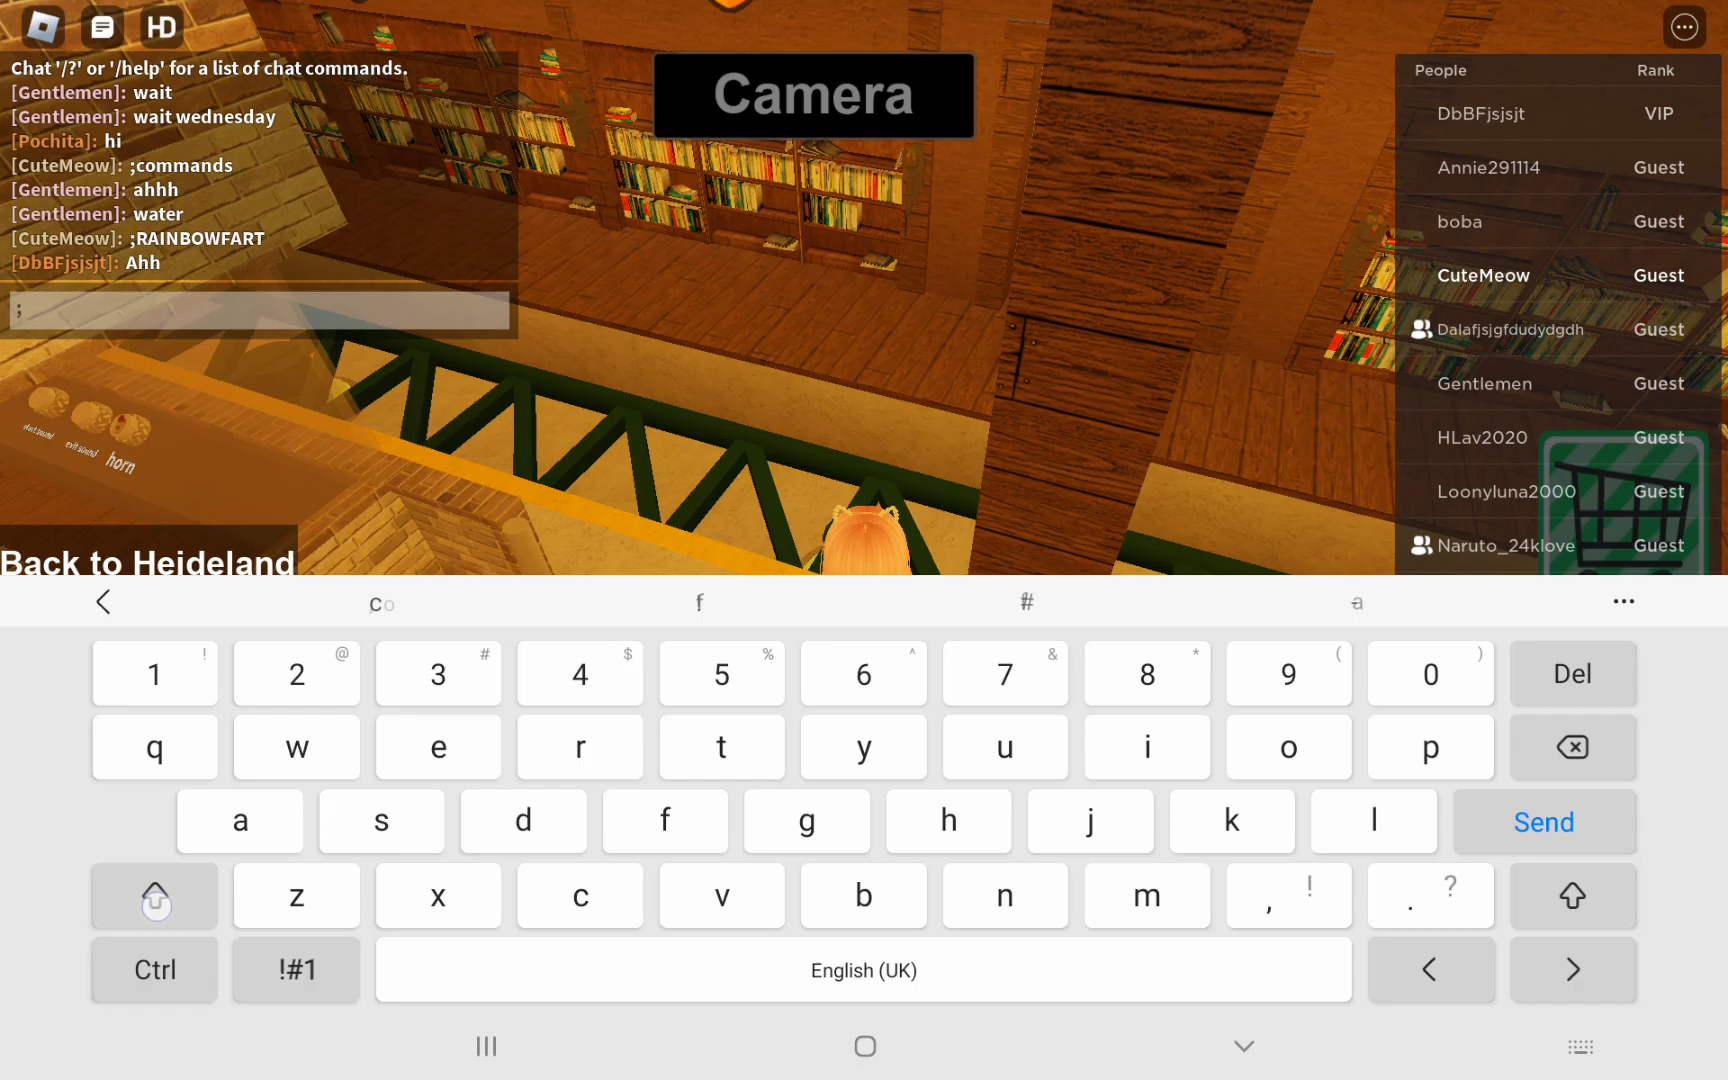 HD
Chat '/?' or '/help' for a list of chat commands.
[Gentlemen]: wait
[Gentlemen]: wait wednesday
[Pochita]: hi
[CuteMeow]: ;commands
[Gentlemen]: ahhh
[Gentlemen]: water
[CuteMeow]: ;RAINBOWFART
[DbBFjsjsjt]: Ahh
;
Camera
People Rank
DbBFjsjsjt VIP
Annie291114 Guest
boba Guest
CuteMeow Guest
Dalafjsjgfdudydgdh Guest
Gentlemen Guest
HLav2020 Guest
Loonyluna2000 Guest
Naruto_24klove Guest
exit sound
horn
Back to Heideland
1 ! 2 @ 3 # 4 $ 5 % 6 ^ 7 & 8 * 9 ( 0 ) Del
q w e r t y u i o p
a s d f g h j k l Send
z x c v b n m , ! . ?
Ctrl !#1 English (UK) < >